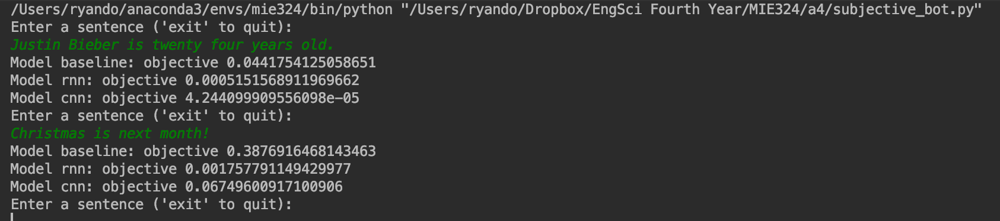 /Users/ryando/anaconda3/envs/mie324/bin/python "/Users/ryando/Dropbox/EngSci Fourth Year/MIE324/a4/subjective_bot.py"
Enter a sentence ('exit' to quit):
Justin Bieber is twenty four years old.
Model baseline: objective 0.0441754125058651
Model rnn: objective 0.0005151568911969662
Model cnn: objective 4.244099909556098e-05
Enter a sentence ('exit' to quit):
Christmas is next month!
Model baseline: objective 0.3876916468143463
Model rnn: objective 0.001757791149429977
Model cnn: objective 0.06749600917100906
Enter a sentence ('exit' to quit):